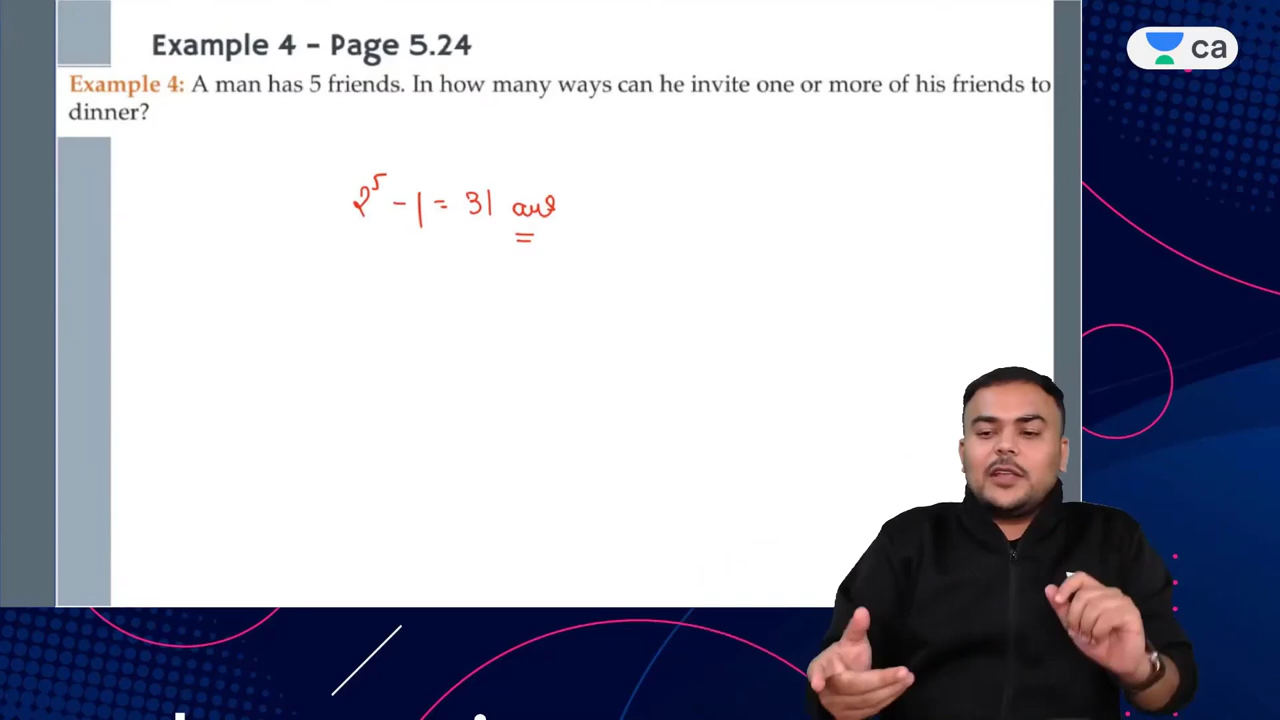 Example 4 – Page 5.24
ca
Example 4: A man has 5 friends. In how many ways can he invite one or more of his friends to
dinner?
2⁵ - 1 = 31 ans